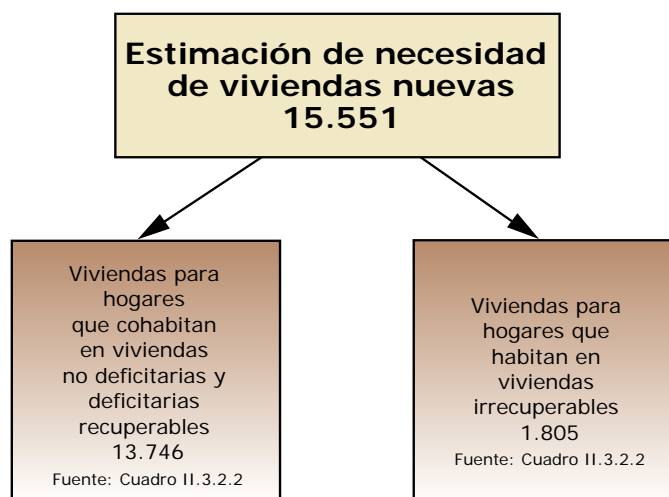 Estimación de necesidad
de viviendas nuevas
15.551
Viviendas para
hogares
que cohabitan
en viviendas
no deficitarias y
deficitarias
recuperables
13.746
Fuente: Cuadro II.3.2.2
Viviendas para
hogares que
habitan en
viviendas
irrecuperables
1.805
Fuente: Cuadro II.3.2.2